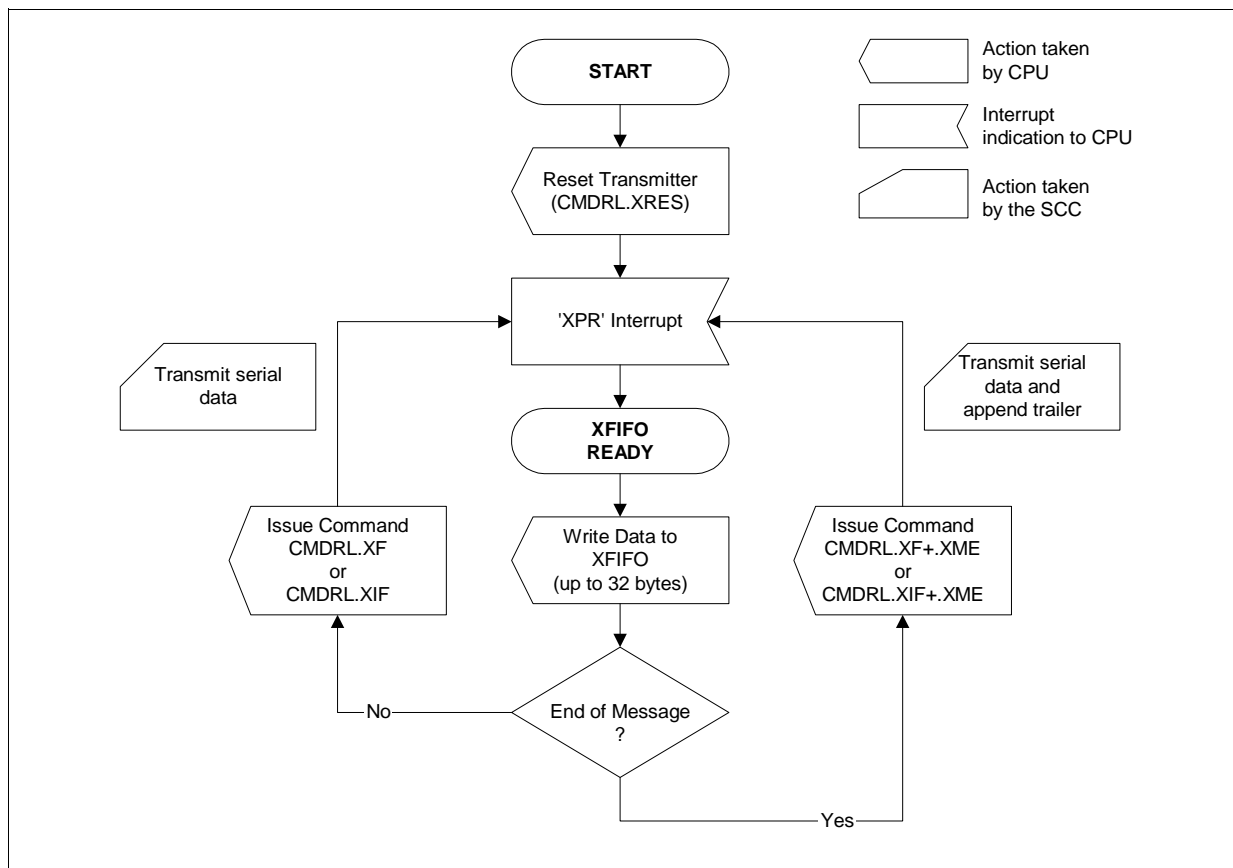 START
Action taken
by CPU
Interrupt
indication to CPU
Action taken
by the SCC
Reset Transmitter
(CMDRL.XRES)
'XPR' Interrupt
Transmit serial
data
Transmit serial
data and
append trailer
XFIFO
READY
Issue Command
CMDRL.XF
or
CMDRL.XIF
Write Data to
XFIFO
(up to 32 bytes)
Issue Command
CMDRL.XF+.XME
or
CMDRL.XIF+.XME
No
End of Message
?
Yes